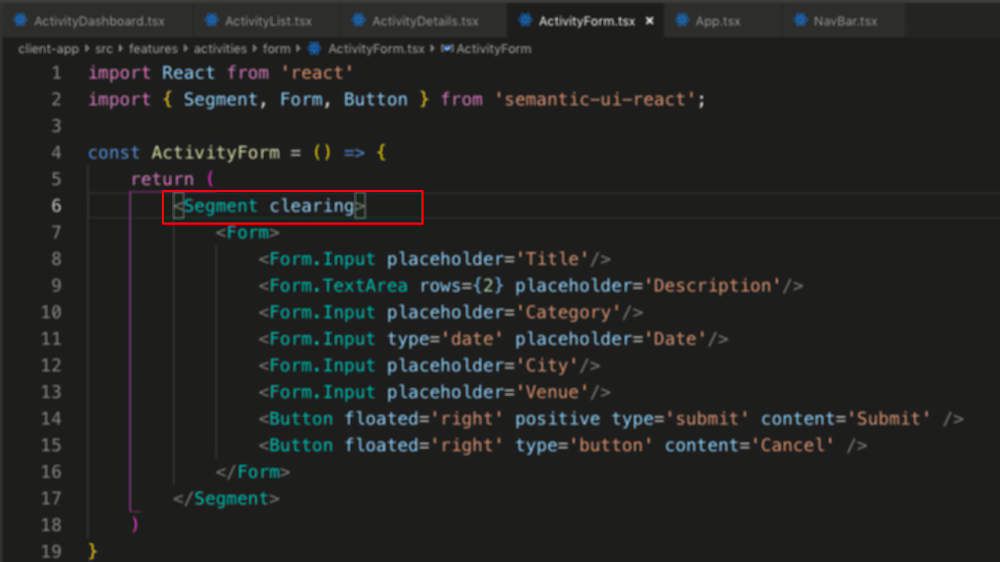 ActivityDashboard.tsx ActivityList.tsx ActivityDetails.tsx ActivityForm.tsx × App.tsx NavBar.tsx
client-app › src › features › activities › form › ActivityForm.tsx › ActivityForm
1 import React from 'react'
2 import { Segment, Form, Button } from 'semantic-ui-react';
3
4 const ActivityForm = () => {
5     return (
6         <Segment clearing>
7             <Form>
8                 <Form.Input placeholder='Title'/>
9                 <Form.TextArea rows={2} placeholder='Description'/>
10                 <Form.Input placeholder='Category'/>
11                 <Form.Input type='date' placeholder='Date'/>
12                 <Form.Input placeholder='City'/>
13                 <Form.Input placeholder='Venue'/>
14                 <Button floated='right' positive type='submit' content='Submit' />
15                 <Button floated='right' type='button' content='Cancel' />
16             </Form>
17         </Segment>
18     )
19 }